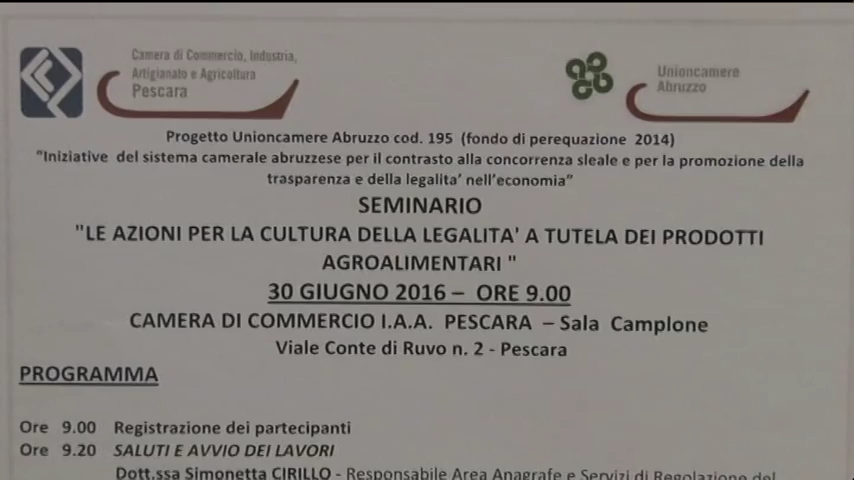 Camera di Commercio, Industria,
Artigianato e Agricoltura
Pescara
Unioncamere
Abruzzo
Progetto Unioncamere Abruzzo cod. 195 (fondo di perequazione 2014)
"Iniziative del sistema camerale abruzzese per il contrasto alla concorrenza sleale e per la promozione della
trasparenza e della legalita' nell'economia"
SEMINARIO
"LE AZIONI PER LA CULTURA DELLA LEGALITA' A TUTELA DEI PRODOTTI
AGROALIMENTARI "
30 GIUGNO 2016 – ORE 9.00
CAMERA DI COMMERCIO I.A.A. PESCARA – Sala Camplone
Viale Conte di Ruvo n. 2 - Pescara
PROGRAMMA
Ore 9.00 Registrazione dei partecipanti
Ore 9.20 SALUTI E AVVIO DEI LAVORI
Dott.ssa Simonetta CIRILLO - Responsabile Area Anagrafe e Servizi di Regolazione del